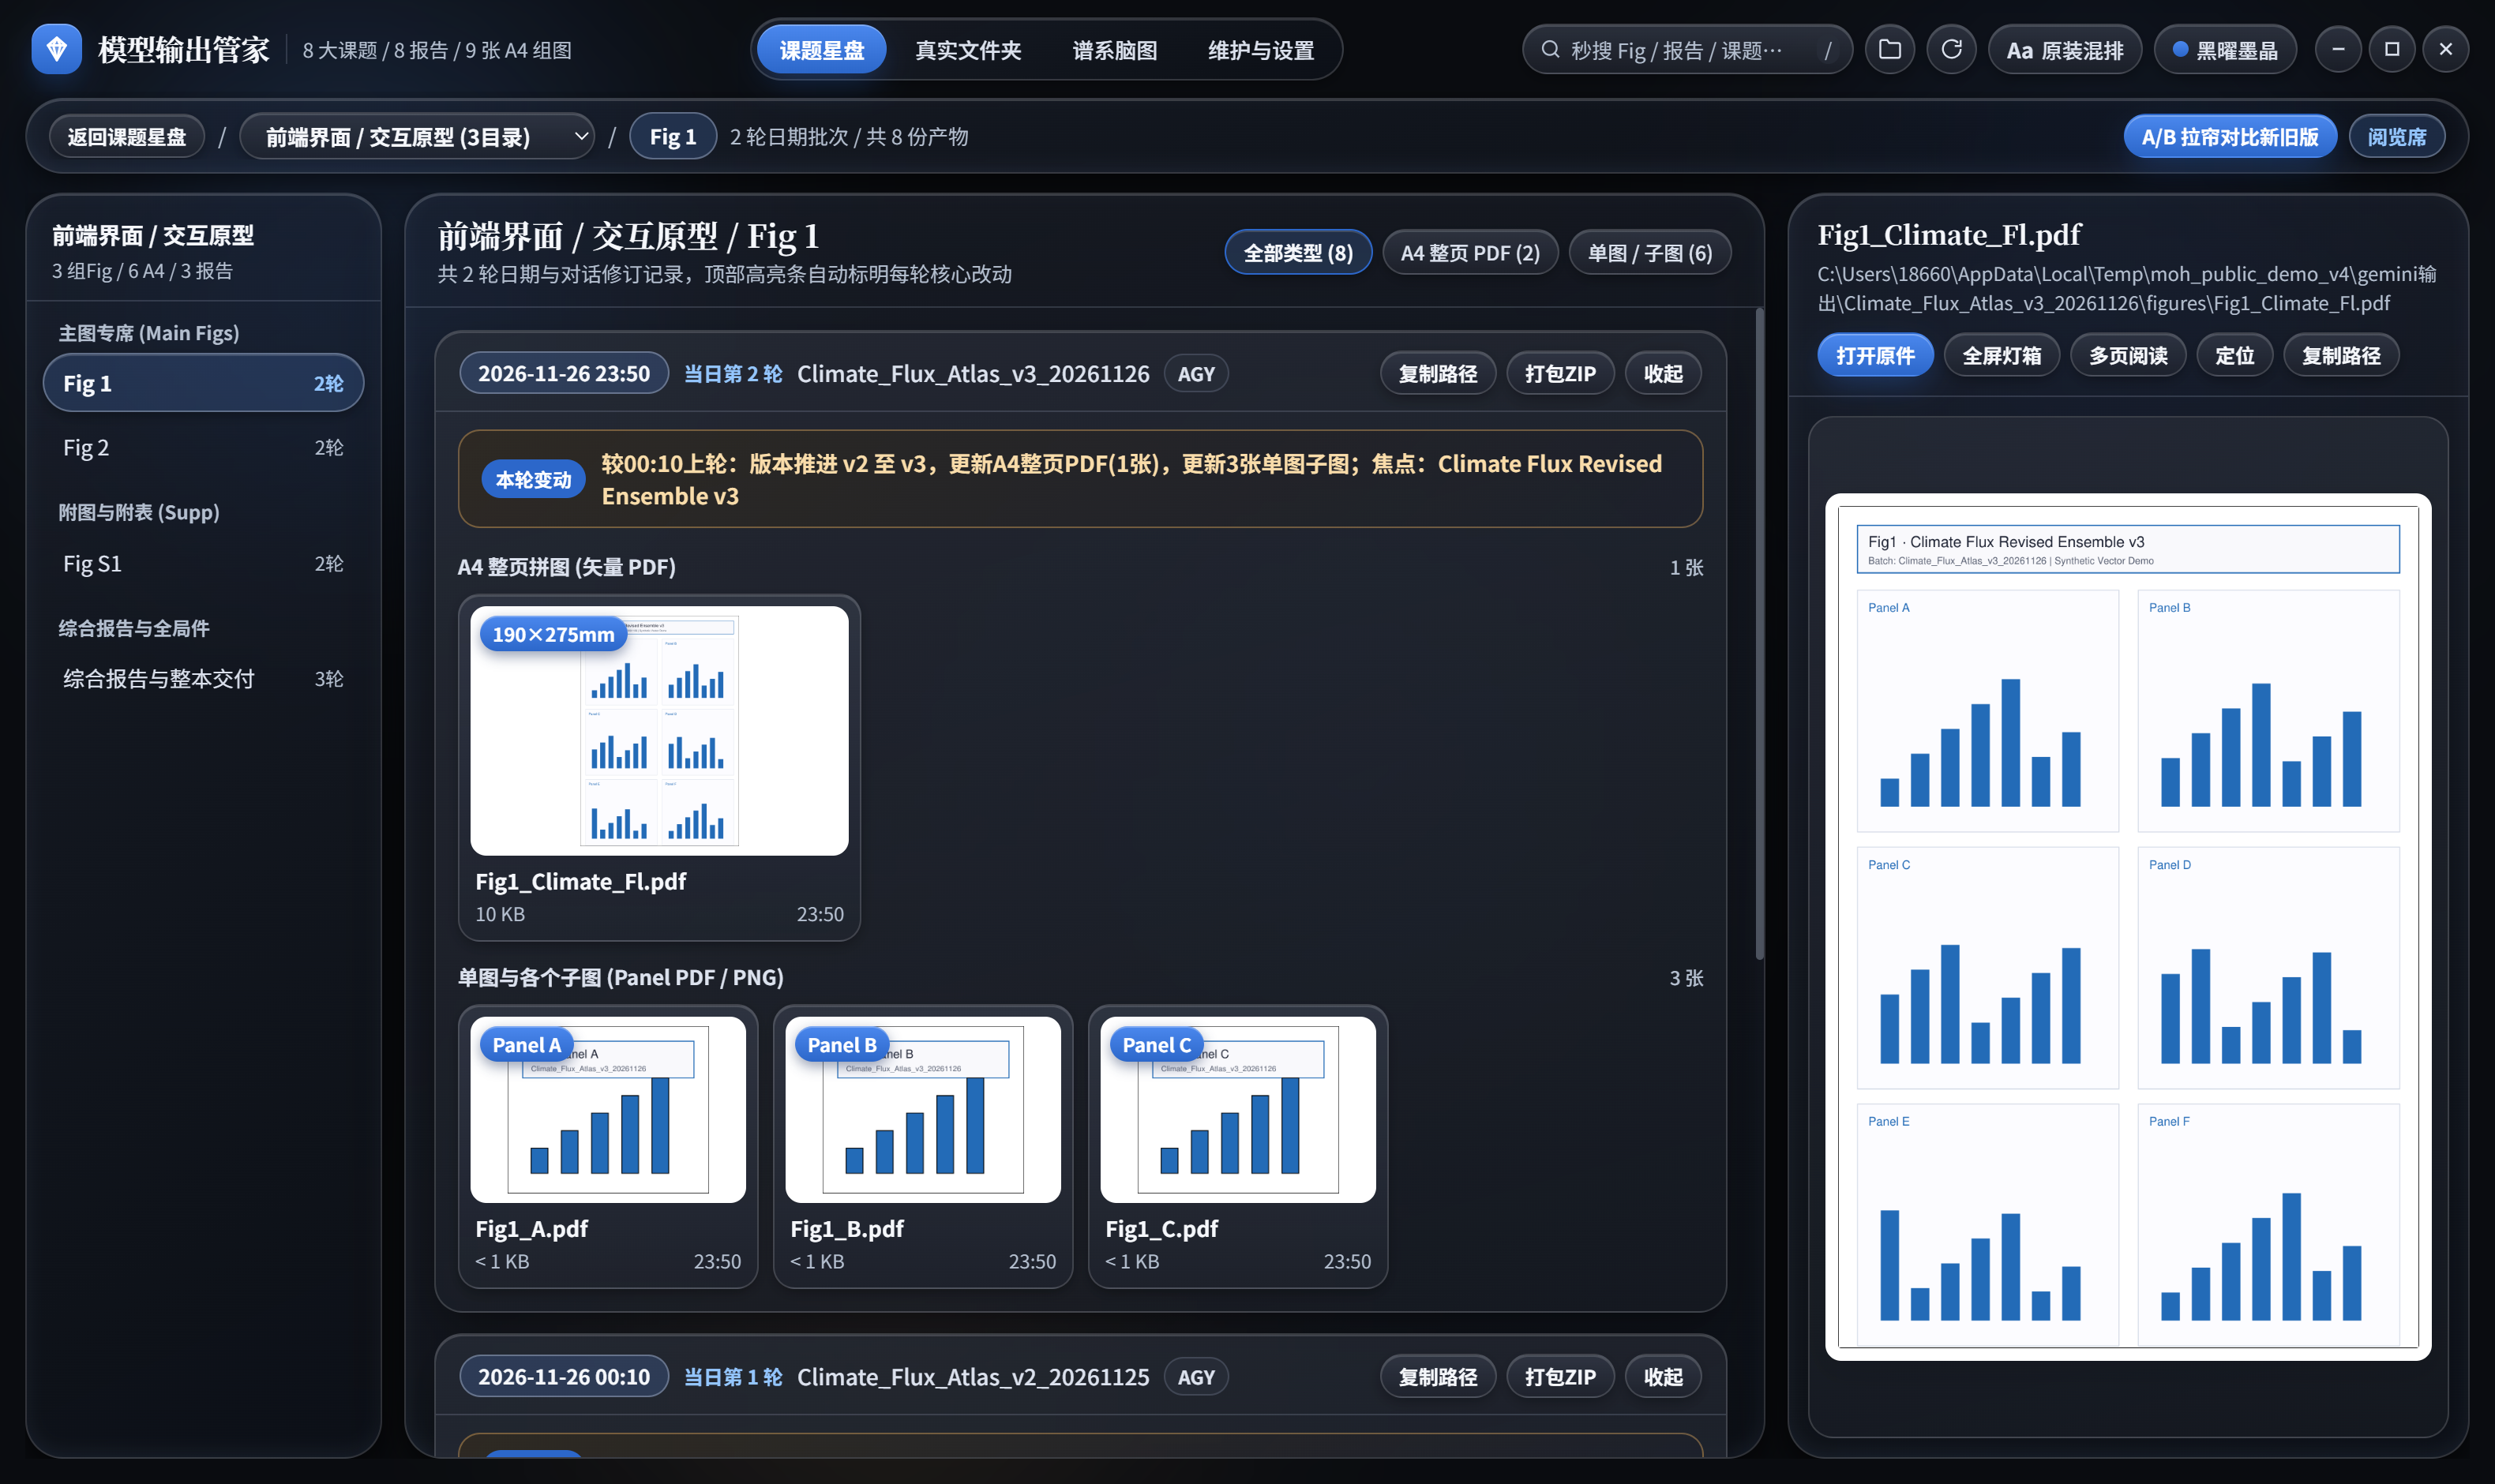 模型输出管家
8 大课题 / 8 报告 / 9 张 A4 组图
课题星盘
真实文件夹
谱系脑图
维护与设置
秒搜 Fig / 报告 / 课题… /
Aa 原装混排
黑曜墨晶
返回课题星盘 / 前端界面 / 交互原型 (3目录) / Fig 1 2 轮日期批次 / 共 8 份产物
A/B 拉帘对比新旧版
阅览席
前端界面 / 交互原型
3 组Fig / 6 A4 / 3 报告
主图专席 (Main Figs)
Fig 1 2轮
Fig 2 2轮
附图与附表 (Supp)
Fig S1 2轮
综合报告与全局件
综合报告与整本交付 3轮
前端界面 / 交互原型 / Fig 1
共 2 轮日期与对话修订记录，顶部高亮条自动标明每轮核心改动
全部类型 (8)
A4 整页 PDF (2)
单图 / 子图 (6)
2026-11-26 23:50 当日第 2 轮 Climate_Flux_Atlas_v3_20261126 AGY
复制路径
打包ZIP
收起
本轮变动
较00:10上轮：版本推进 v2 至 v3，更新A4整页PDF(1张)，更新3张单图子图；焦点：Climate Flux Revised
Ensemble v3
A4 整页拼图 (矢量 PDF) 1 张
190×275mm
Fig1_Climate_Fl.pdf
10 KB 23:50
单图与各个子图 (Panel PDF / PNG) 3 张
Panel A
nel A
Climate_Flux_Atlas_v3_20261126
Fig1_A.pdf
< 1 KB 23:50
Panel B
nel B
Climate_Flux_Atlas_v3_20261126
Fig1_B.pdf
< 1 KB 23:50
Panel C
nel C
Climate_Flux_Atlas_v3_20261126
Fig1_C.pdf
< 1 KB 23:50
2026-11-26 00:10 当日第 1 轮 Climate_Flux_Atlas_v2_20261125 AGY
复制路径
打包ZIP
收起
Fig1_Climate_Fl.pdf
C:\Users\18660\AppData\Local\Temp\moh_public_demo_v4\gemini输
出\Climate_Flux_Atlas_v3_20261126\figures\Fig1_Climate_Fl.pdf
打开原件
全屏灯箱
多页阅读
定位
复制路径
Fig1 · Climate Flux Revised Ensemble v3
Batch: Climate_Flux_Atlas_v3_20261126 | Synthetic Vector Demo
Panel A
Panel B
Panel C
Panel D
Panel E
Panel F